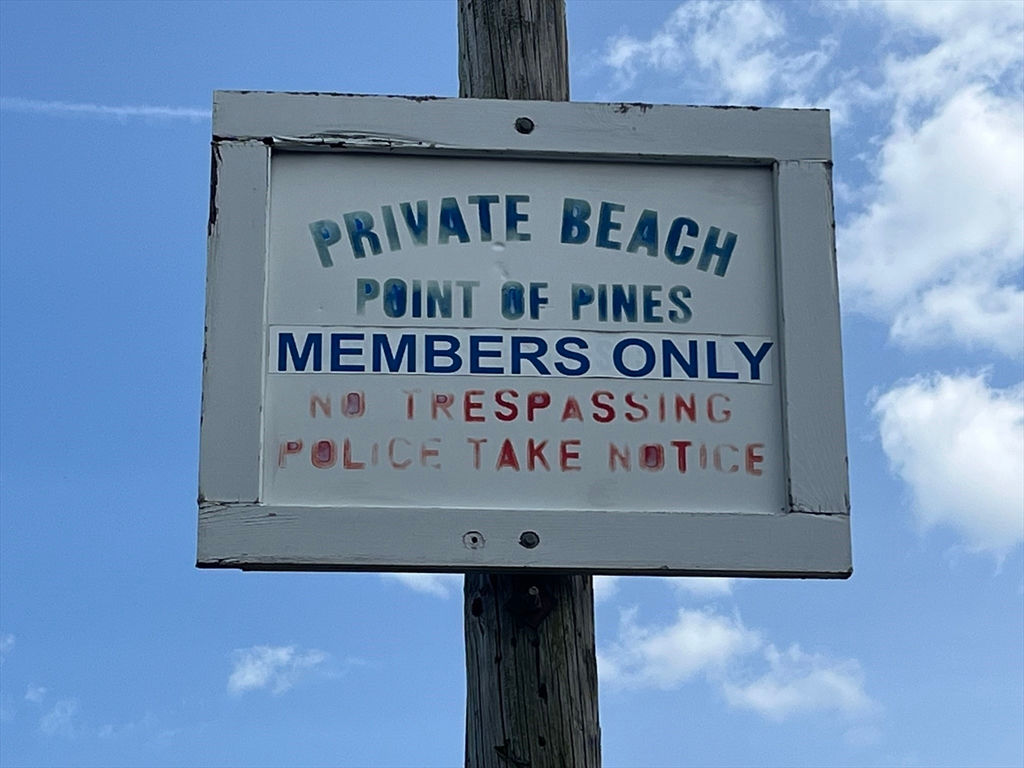 PRIVATE BEACH
POINT OF PINES
MEMBERS ONLY
NO TRESPASSING
POLICE TAKE NOTICE